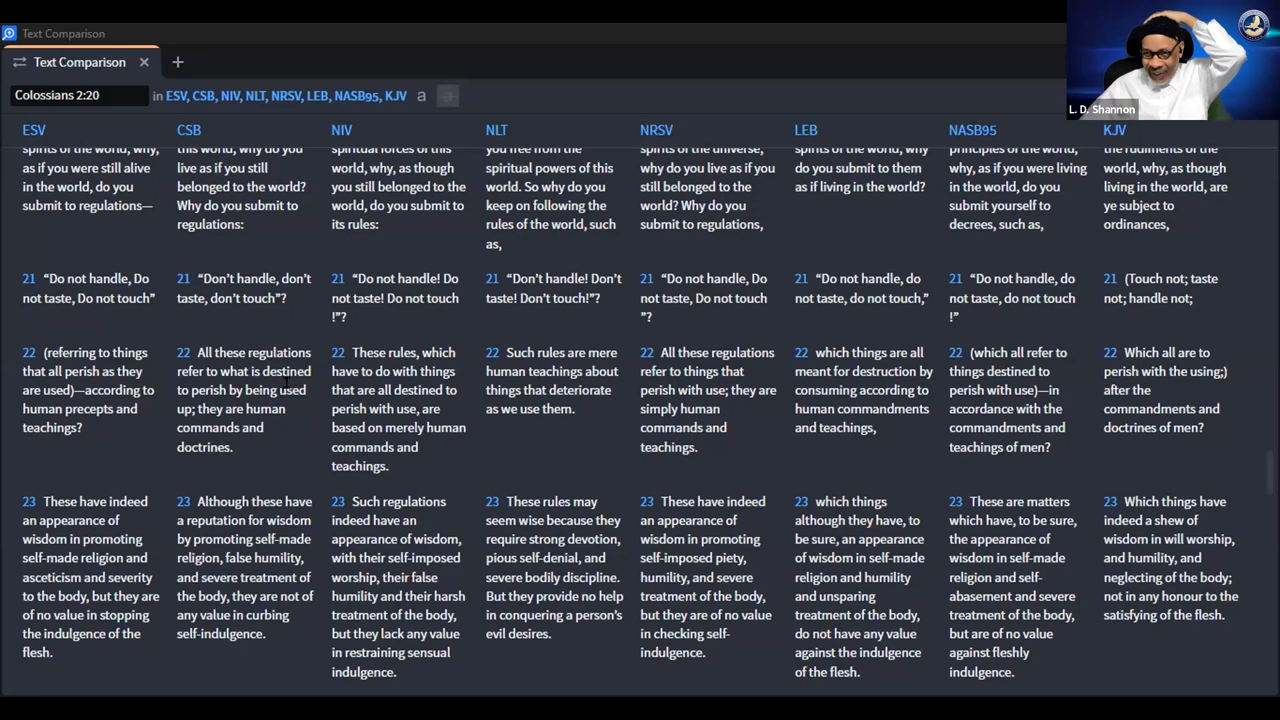 Text Comparison
Text Comparison
Colossians 2:20 in ESV, CSB, NIV, NLT, NRSV, LEB, NASB95, KJV a
L. D. Shannon
ESV
spirits of the world, why,
as if you were still alive
in the world, do you
submit to regulations—
21 “Do not handle, Do
not taste, Do not touch”
22 (referring to things
that all perish as they
are used)—according to
human precepts and
teachings?
23 These have indeed
an appearance of
wisdom in promoting
self-made religion and
asceticism and severity
to the body, but they are
of no value in stopping
the indulgence of the
flesh.
CSB
this world, why do you
live as if you still
belonged to the world?
Why do you submit to
regulations:
21 “Don’t handle, don’t
taste, don’t touch”?
22 All these regulations
refer to what is destined
to perish by being used
up; they are human
commands and
doctrines.
23 Although these have
a reputation for wisdom
by promoting self-made
religion, false humility,
and severe treatment of
the body, they are not of
any value in curbing
self-indulgence.
NIV
spiritual forces of this
world, why, as though
you still belonged to the
world, do you submit to
its rules:
21 “Do not handle! Do
not taste! Do not touch
!”?
22 These rules, which
have to do with things
that are all destined to
perish with use, are
based on merely human
commands and
teachings.
23 Such regulations
indeed have an
appearance of wisdom,
with their self-imposed
worship, their false
humility and their harsh
treatment of the body,
but they lack any value
in restraining sensual
indulgence.
NLT
you free from the
spiritual powers of this
world. So why do you
keep on following the
rules of the world, such
as,
21 “Don’t handle! Don’t
taste! Don’t touch!”?
22 Such rules are mere
human teachings about
things that deteriorate
as we use them.
23 These rules may
seem wise because they
require strong devotion,
pious self-denial, and
severe bodily discipline.
But they provide no help
in conquering a person’s
evil desires.
NRSV
spirits of the universe,
why do you live as if you
still belonged to the
world? Why do you
submit to regulations,
21 “Do not handle, Do
not taste, Do not touch
”?
22 All these regulations
refer to things that
perish with use; they are
simply human
commands and
teachings.
23 These have indeed
an appearance of
wisdom in promoting
self-imposed piety,
humility, and severe
treatment of the body,
but they are of no value
in checking self-
indulgence.
LEB
spirits of the world, why
do you submit to them
as if living in the world?
21 “Do not handle, do
not taste, do not touch,”
22 which things are all
meant for destruction by
consuming according to
human commandments
and teachings,
23 which things
although they have, to
be sure, an appearance
of wisdom in self-made
religion and humility
and unsparing
treatment of the body,
do not have any value
against the indulgence
of the flesh.
NASB95
principles of the world,
why, as if you were living
in the world, do you
submit yourself to
decrees, such as,
21 “Do not handle, do
not taste, do not touch
!”
22 (which all refer to
things destined to
perish with use)—in
accordance with the
commandments and
teachings of men?
23 These are matters
which have, to be sure,
the appearance of
wisdom in self-made
religion and self-
abasement and severe
treatment of the body,
but are of no value
against fleshly
indulgence.
KJV
the rudiments of the
world, why, as though
living in the world, are
ye subject to
ordinances,
21 (Touch not; taste
not; handle not;
22 Which all are to
perish with the using;)
after the
commandments and
doctrines of men?
23 Which things have
indeed a shew of
wisdom in will worship,
and humility, and
neglecting of the body;
not in any honour to the
satisfying of the flesh.